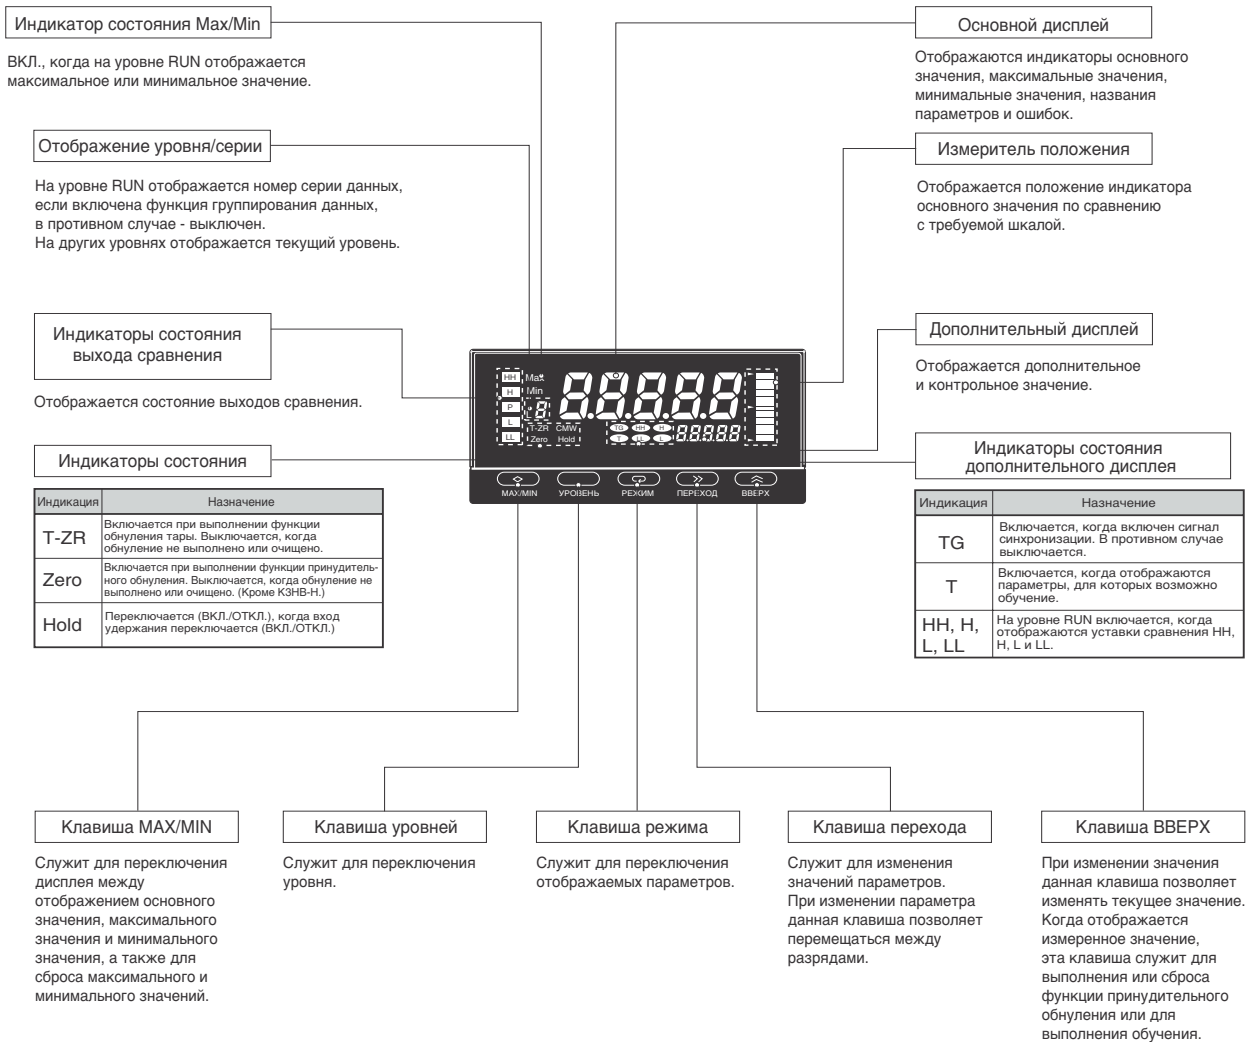 Индикатор состояния Max/Min
ВКЛ., когда на уровне RUN отображается
максимальное или минимальное значение.
Отображение уровня/серии
На уровне RUN отображается номер серии данных,
если включена функция группирования данных,
в противном случае - выключен.
На других уровнях отображается текущий уровень.
Индикаторы состояния
выхода сравнения
Отображается состояние выходов сравнения.
Индикаторы состояния
Индикация Назначение
T-ZR Включается при выполнении функции
обнуления тары. Выключается, когда
обнуление не выполнено или очищено.
Zero Включается при выполнении функции принудитель-
ного обнуления. Выключается, когда обнуление не
выполнено или очищено. (Кроме K3HB-H.)
Hold Переключается (ВКЛ./ОТКЛ.), когда вход
удержания переключается (ВКЛ./ОТКЛ.)
Основной дисплей
Отображаются индикаторы основного
значения, максимальные значения,
минимальные значения, названия
параметров и ошибок.
Измеритель положения
Отображается положение индикатора
основного значения по сравнению
с требуемой шкалой.
Дополнительный дисплей
Отображается дополнительное
и контрольное значение.
Индикаторы состояния
дополнительного дисплея
Индикация Назначение
TG Включается, когда включен сигнал
синхронизации. В противном случае
выключается.
T Включается, когда отображаются
параметры, для которых возможно
обучение.
HH, H,
L, LL
На уровне RUN включается, когда
отображаются уставки сравнения HH,
H, L и LL.
HH Max
H Min
P
L
LL
8
88888
T-ZR CMW
Zero Hold
TG HH H
T LL L
88888
MAX/MIN УРОВЕНЬ РЕЖИМ ПЕРЕХОД ВВЕРХ
Клавиша MAX/MIN
Служит для переключения
дисплея между
отображением основного
значения, максимального
значения и минимального
значения, а также для
сброса максимального и
минимального значений.
Клавиша уровней
Служит для переключения
уровня.
Клавиша режима
Служит для переключения
отображаемых параметров.
Клавиша перехода
Служит для изменения
значений параметров.
При изменении параметра
данная клавиша позволяет
перемещаться между
разрядами.
Клавиша ВВЕРХ
При изменении значения
данная клавиша позволяет
изменять текущее значение.
Когда отображается
измеренное значение,
эта клавиша служит для
выполнения или сброса
функции принудительного
обнуления или для
выполнения обучения.